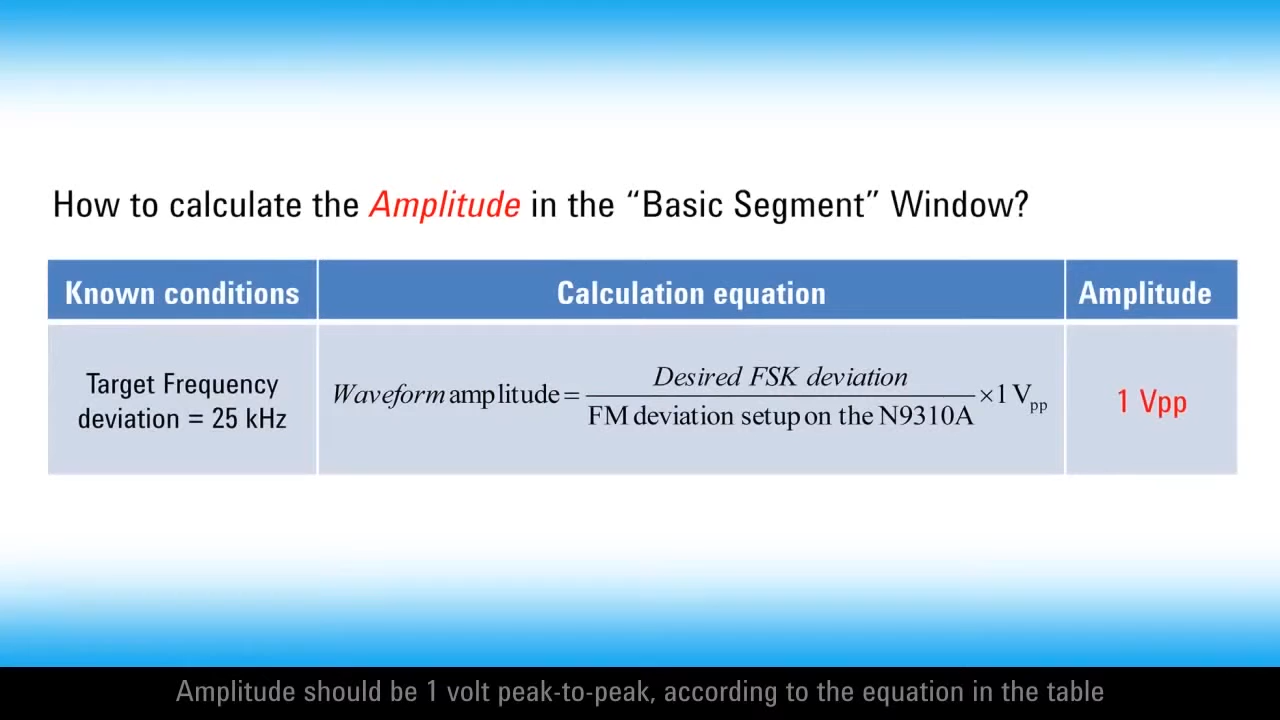 How to calculate the Amplitude in the “Basic Segment” Window?
Known conditions
Calculation equation
Amplitude
Target Frequency
deviation = 25 kHz
Waveform amplitude = Desired FSK deviation / FM deviation setup on the N9310A ×1 Vpp
1 Vpp
Amplitude should be 1 volt peak-to-peak, according to the equation in the table